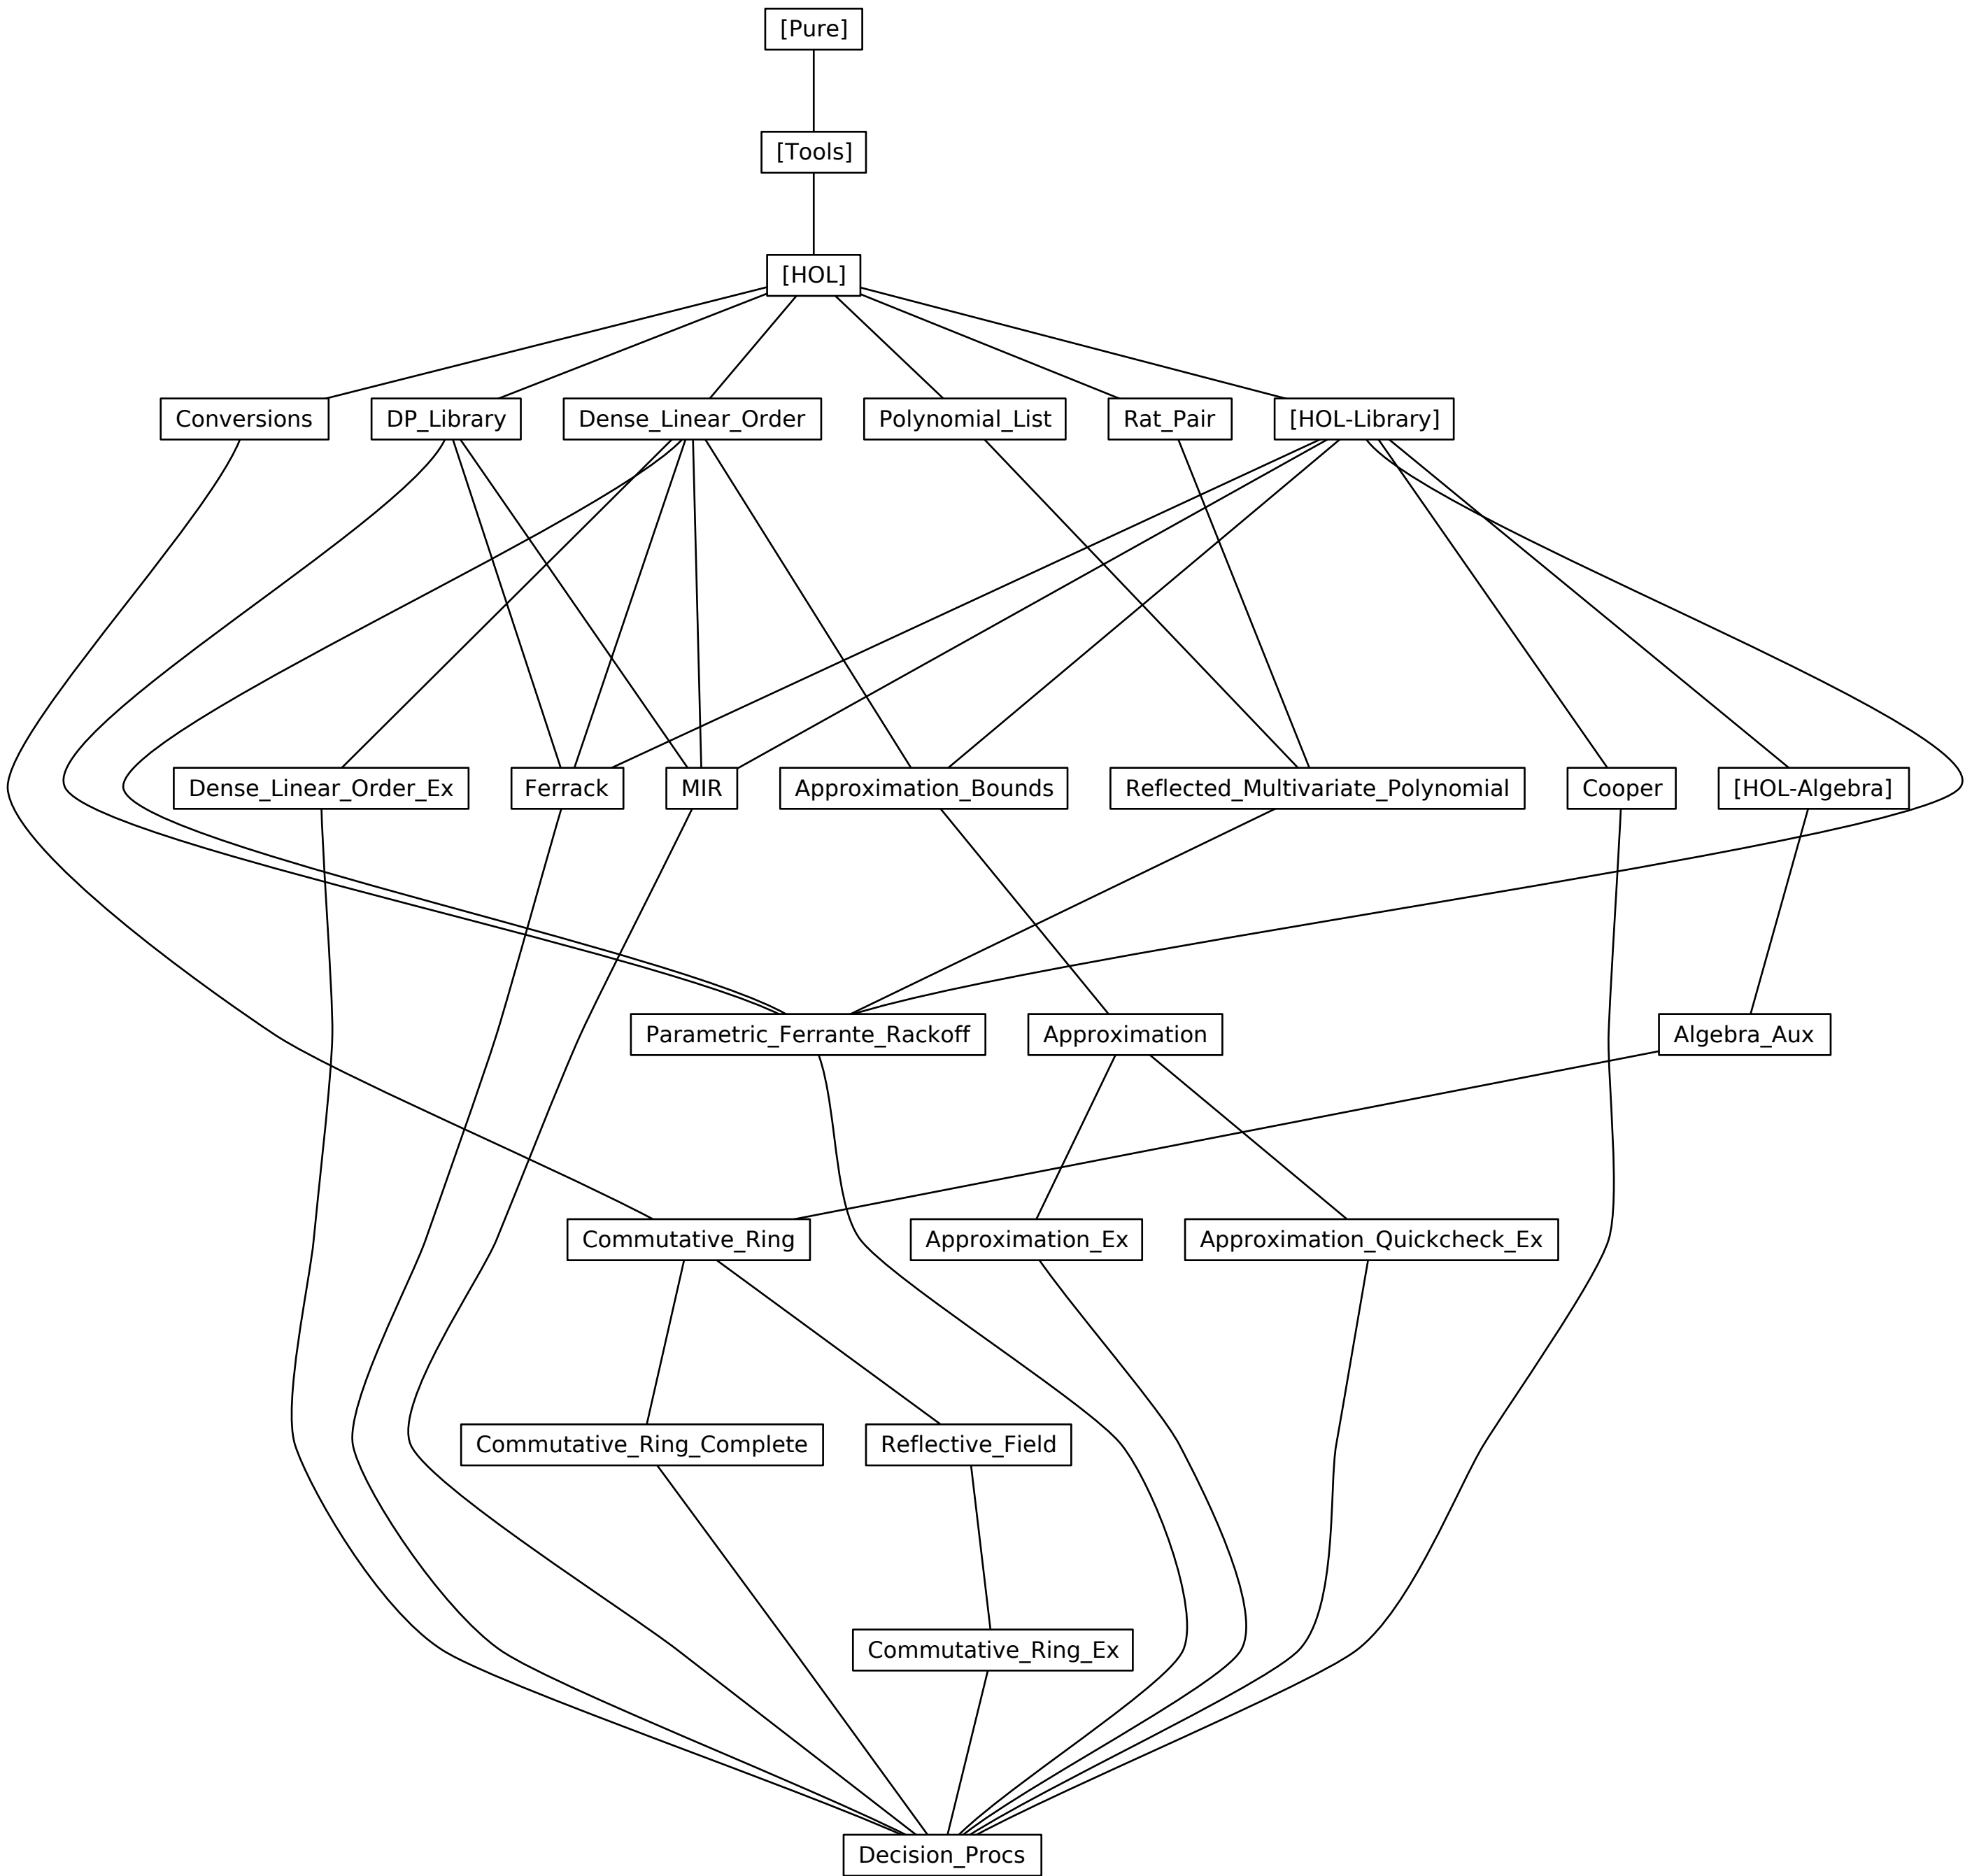 [Pure]
[Tools]
[HOL]
Conversions
DP_Library
Dense_Linear_Order
Polynomial_List
Rat_Pair
[HOL-Library]
Dense_Linear_Order_Ex
Ferrack
MIR
Approximation_Bounds
Reflected_Multivariate_Polynomial
Cooper
[HOL-Algebra]
Parametric_Ferrante_Rackoff
Approximation
Algebra_Aux
Commutative_Ring
Approximation_Ex
Approximation_Quickcheck_Ex
Commutative_Ring_Complete
Reflective_Field
Commutative_Ring_Ex
Decision_Procs